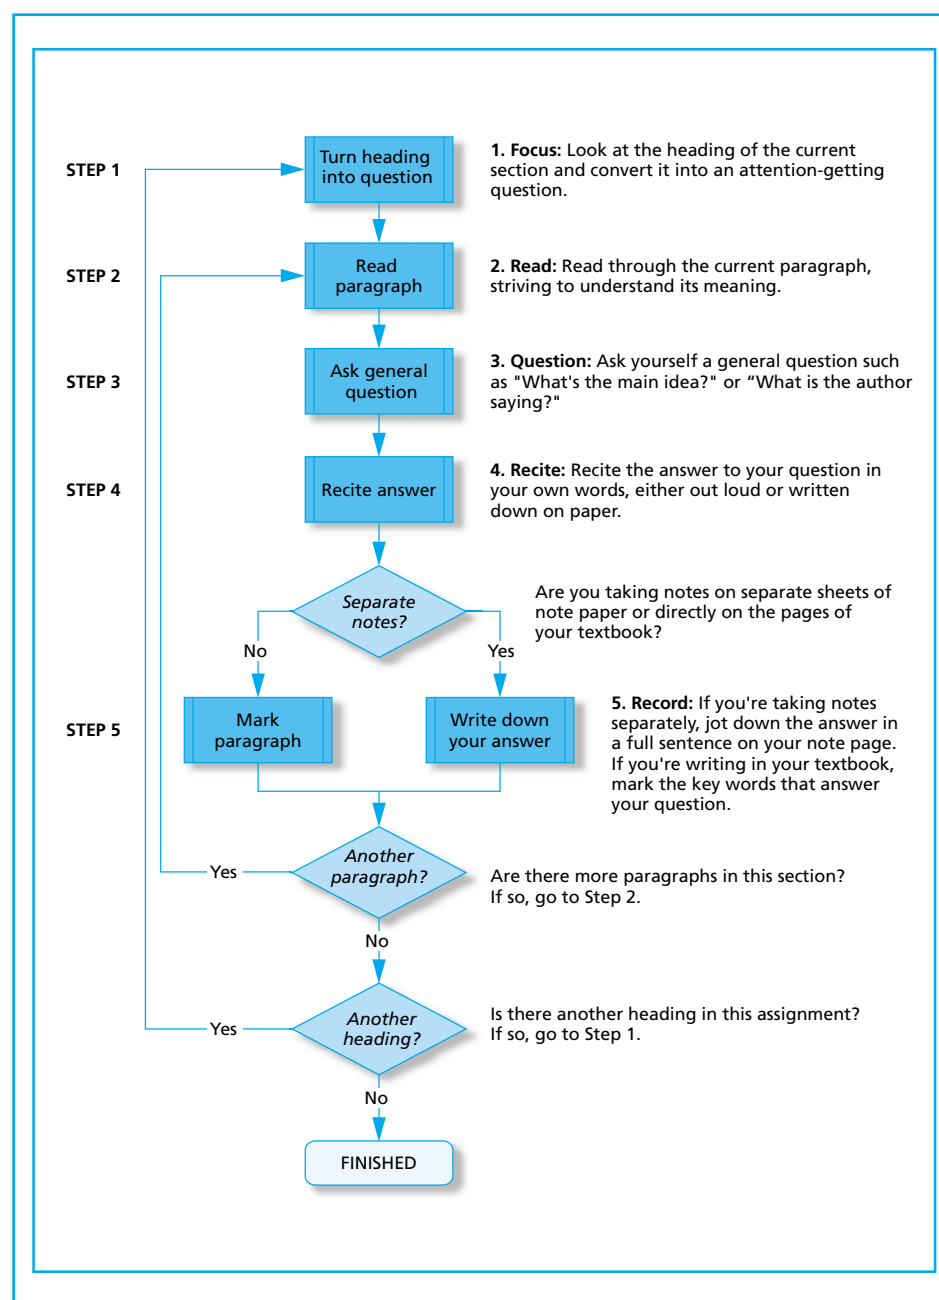 STEP 1
Turn heading
into question
1. Focus: Look at the heading of the current
section and convert it into an attention-getting
question.
STEP 2
Read
paragraph
2. Read: Read through the current paragraph,
striving to understand its meaning.
STEP 3
Ask general
question
3. Question: Ask yourself a general question such
as "What's the main idea?" or “What is the author
saying?"
STEP 4
Recite answer
4. Recite: Recite the answer to your question in
your own words, either out loud or written
down on paper.
Separate
notes?
Are you taking notes on separate sheets of
note paper or directly on the pages of
your textbook?
No
Yes
STEP 5
Mark
paragraph
Write down
your answer
5. Record: If you're taking notes
separately, jot down the answer in
a full sentence on your note page.
If you're writing in your textbook,
mark the key words that answer
your question.
Another
paragraph?
Yes
Are there more paragraphs in this section?
If so, go to Step 2.
No
Another
heading?
Yes
Is there another heading in this assignment?
If so, go to Step 1.
No
FINISHED